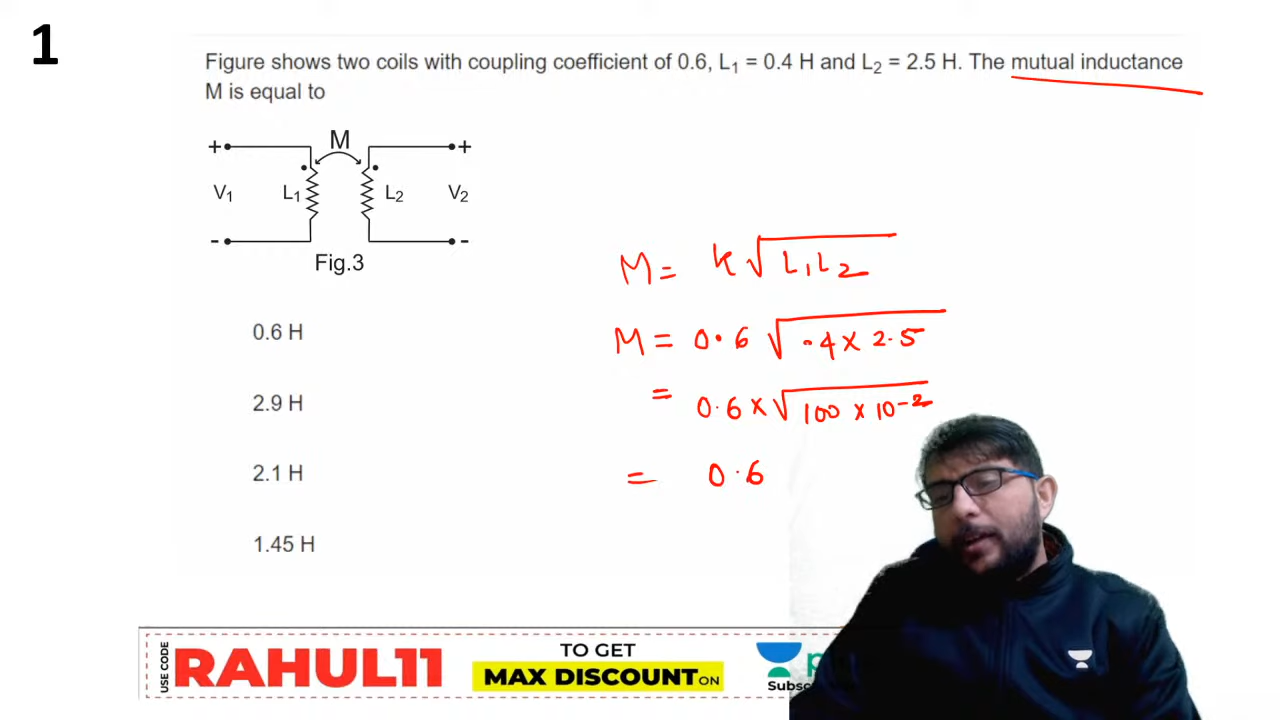 1
Figure shows two coils with coupling coefficient of 0.6, L₁ = 0.4 H and L₂ = 2.5 H. The mutual inductance
M is equal to
M
+ +
V₁ L₁ L₂ V₂
- -
Fig.3
M = k√L₁L₂
0.6 H
M = 0.6 √.4 × 2.5
2.9 H
= 0.6 × √100 × 10⁻²
2.1 H
= 0.6
1.45 H
USE CODE
RAHUL11
TO GET
MAX DISCOUNT ON